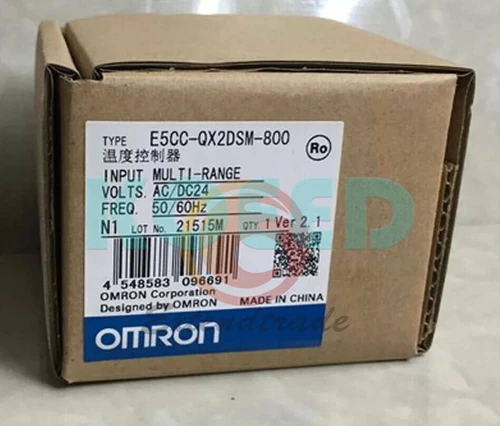 TYPE E5CC-QX2DSM-800
温度控制器
Ro
INPUT MULTI-RANGE
VOLTS. AC/DC24
FREQ. 50/60Hz
N1 LOT No. 21515M QTY. 1 Ver 2.1
4 548583 096691
OMRON Corporation
Designed by OMRON
MADE IN CHINA
OMRON